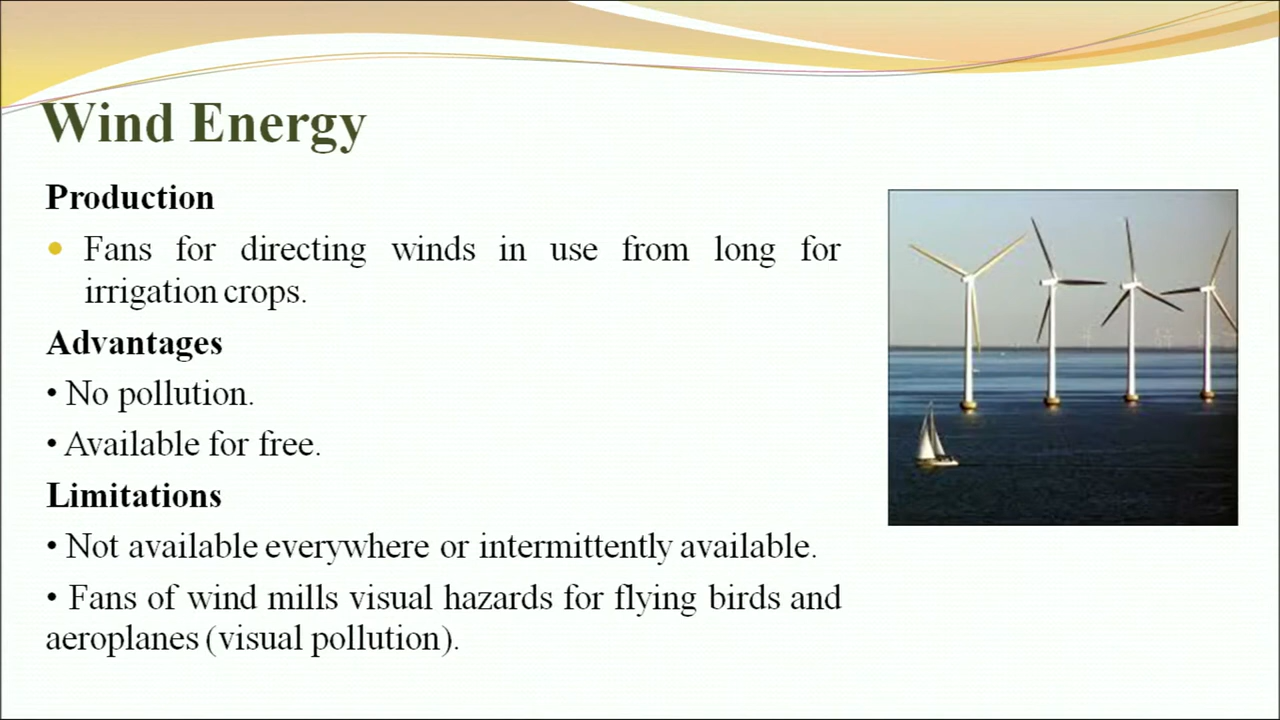 Wind Energy
Production
• Fans for directing winds in use from long for
irrigation crops.
Advantages
• No pollution.
• Available for free.
Limitations
• Not available everywhere or intermittently available.
• Fans of wind mills visual hazards for flying birds and
aeroplanes (visual pollution).